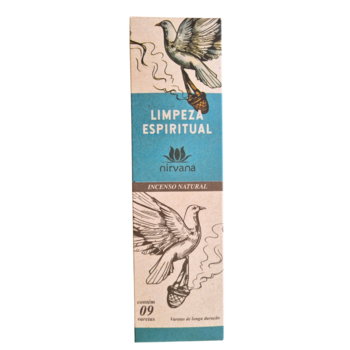 LIMPEZA
ESPIRITUAL
nirvana
INCENSO NATURAL
contém
09
varetas
Varetas de longa duração